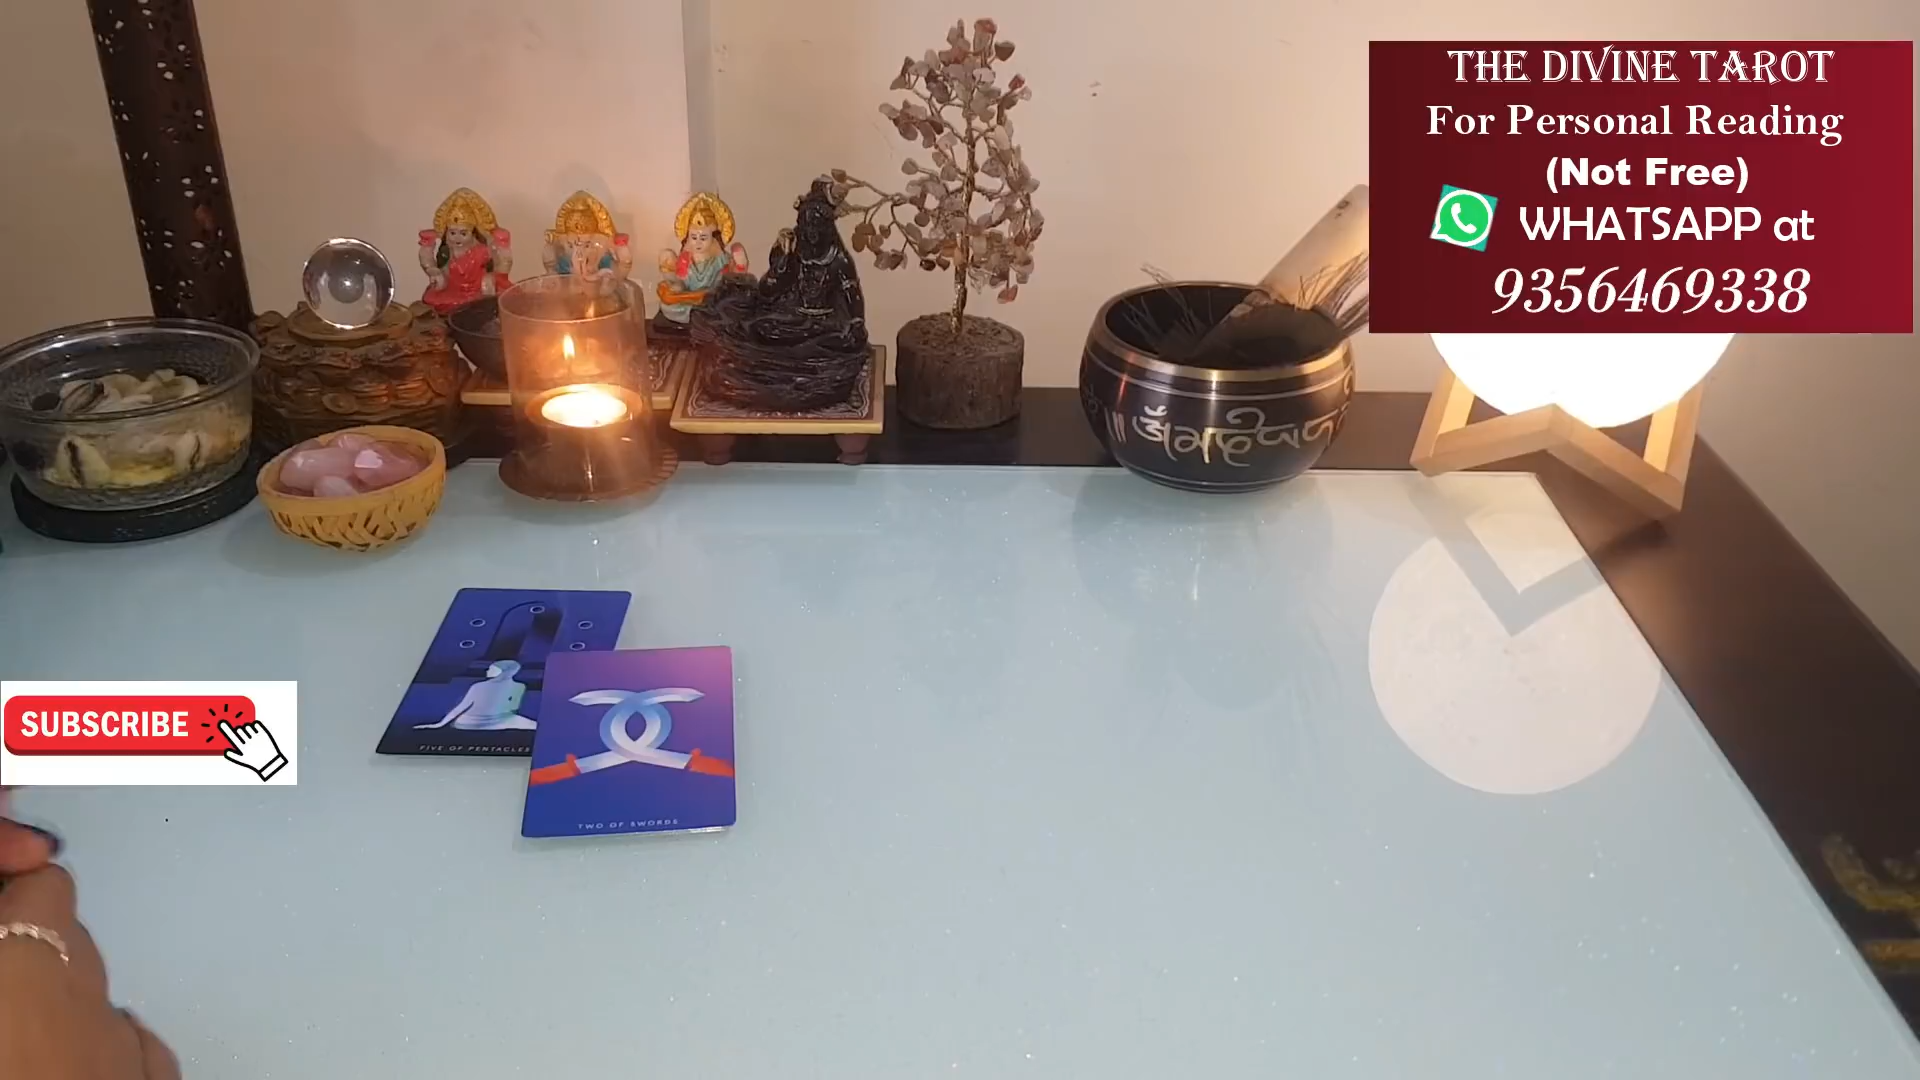 THE DIVINE TAROT
For Personal Reading
(Not Free)
WHATSAPP at
9356469338
SUBSCRIBE
FIVE OF PENTACLES
TWO OF SWORDS